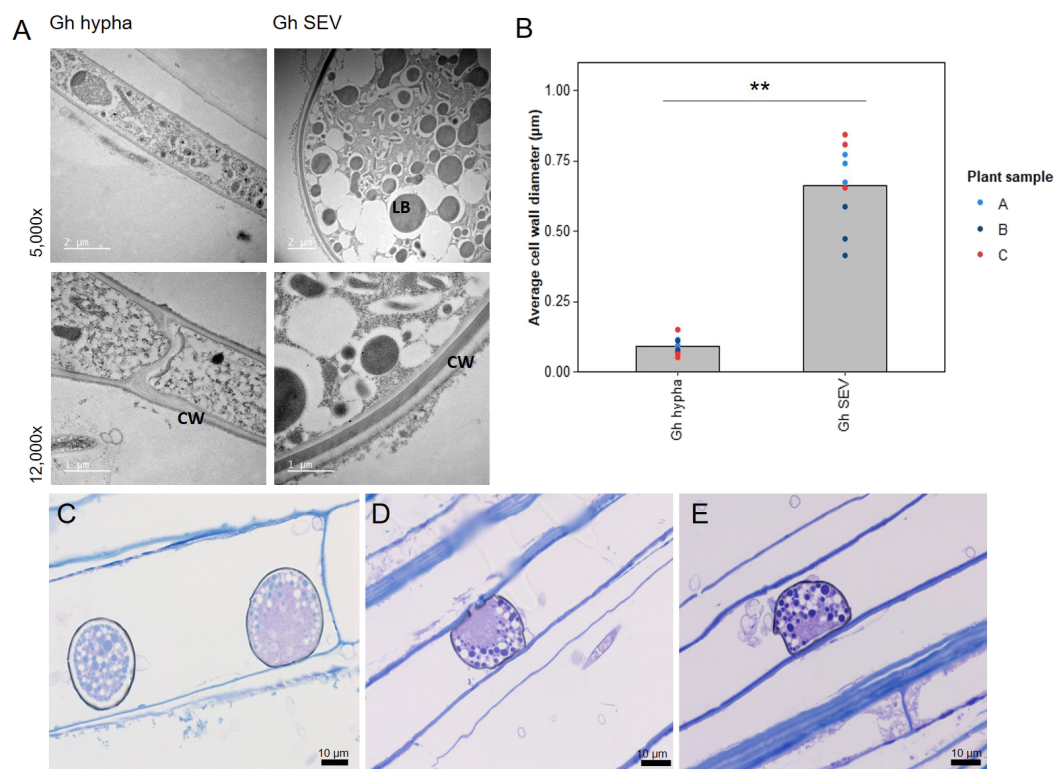 A
Gh hypha
Gh SEV
5,000x
2 µm
2 µm
LB
12,000x
CW
1 µm
CW
1 µm
B
Average cell wall diameter (µm)
1.00
0.75
0.50
0.25
0.00
**
Gh hypha
Gh SEV
Plant sample
A
B
C
C
10 µm
D
10 µm
E
10 µm